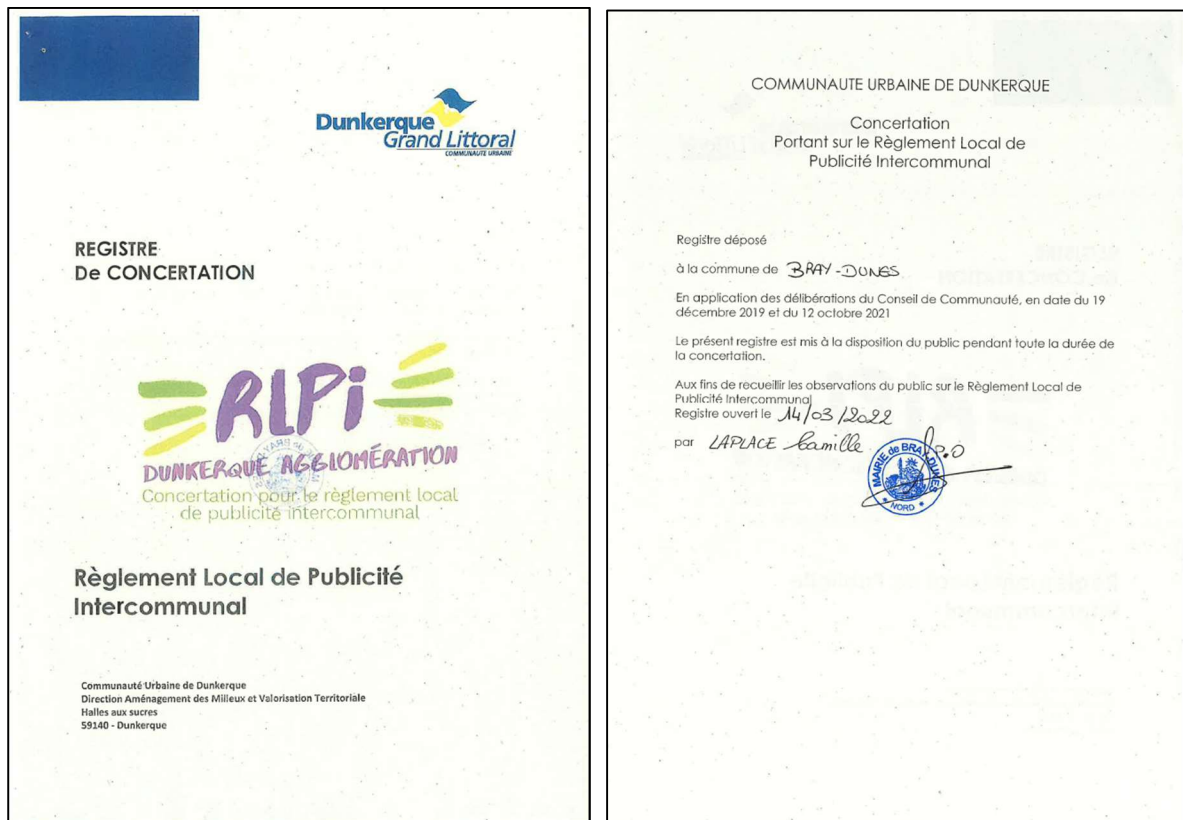 Dunkerque
Grand Littoral
COMMUNAUTE URBAINE
REGISTRE
De CONCERTATION
RLPi
DUNKERQUE AGGLOMÉRATION
Concertation pour le règlement local
de publicité intercommunal
Règlement Local de Publicité
Intercommunal
Communauté Urbaine de Dunkerque
Direction Aménagement des Milieux et Valorisation Territoriale
Halles aux sucres
59140 - Dunkerque
COMMUNAUTE URBAINE DE DUNKERQUE
Concertation
Portant sur le Règlement Local de
Publicité Intercommunal
Registre déposé
à la commune de BRAY-DUNES
En application des délibérations du Conseil de Communauté, en date du 19
décembre 2019 et du 12 octobre 2021
Le présent registre est mis à la disposition du public pendant toute la durée de
la concertation.
Aux fins de recueillir les observations du public sur le Règlement Local de
Publicité Intercommunal
Registre ouvert le 14/03/2022
par LAPLACE Camille P.O
MAIRIE de BRAY-DUNES
* NORD *